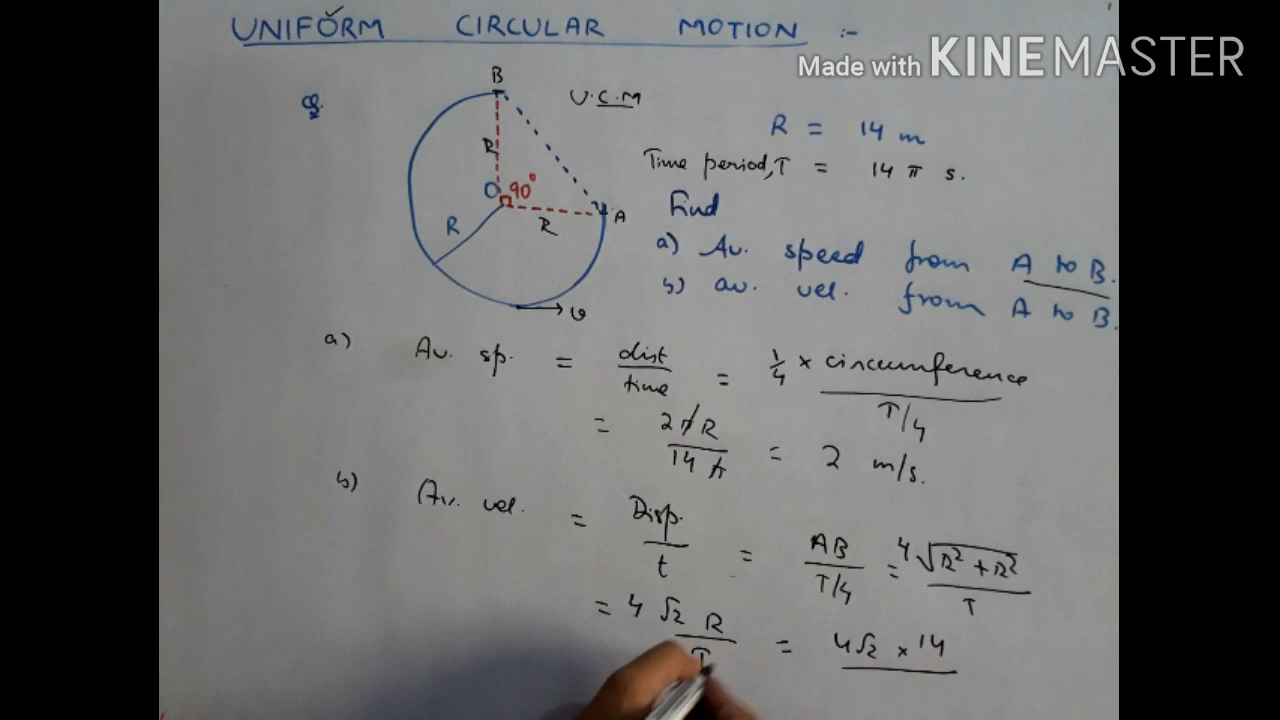 UNIFORM CIRCULAR MOTION :-
Made with KINEMASTER
Q.
B
U.C.M
R = 14 m
R
Time period, T = 14 π s.
O 90°
R
R
A
Find
a) Av. speed from A to B.
b) av. vel. from A to B.
v
a) Av. sp. = dist/time = 1/4 × circumference / T/4
= 2πR / 14π = 2 m/s.
b) Av. vel. = Disp./t = AB / T/4 = 4√R² + R² / T
= 4√2 R / T = 4√2 × 14